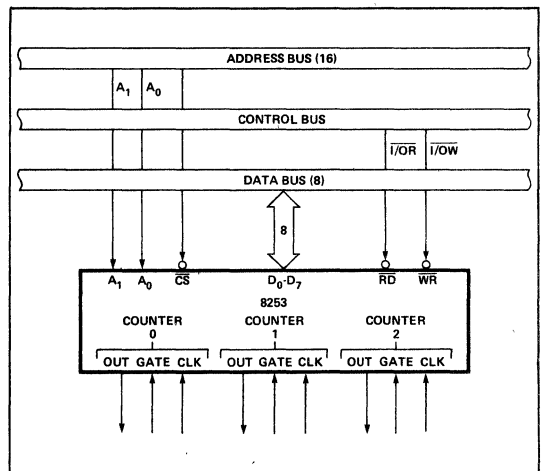 ADDRESS BUS (16)
A1 A0
CONTROL BUS
I/OR I/OW
DATA BUS (8)
8
A1 A0 CS D0-D7 RD WR
8253
COUNTER COUNTER COUNTER
0 1 2
OUT GATE CLK OUT GATE CLK OUT GATE CLK